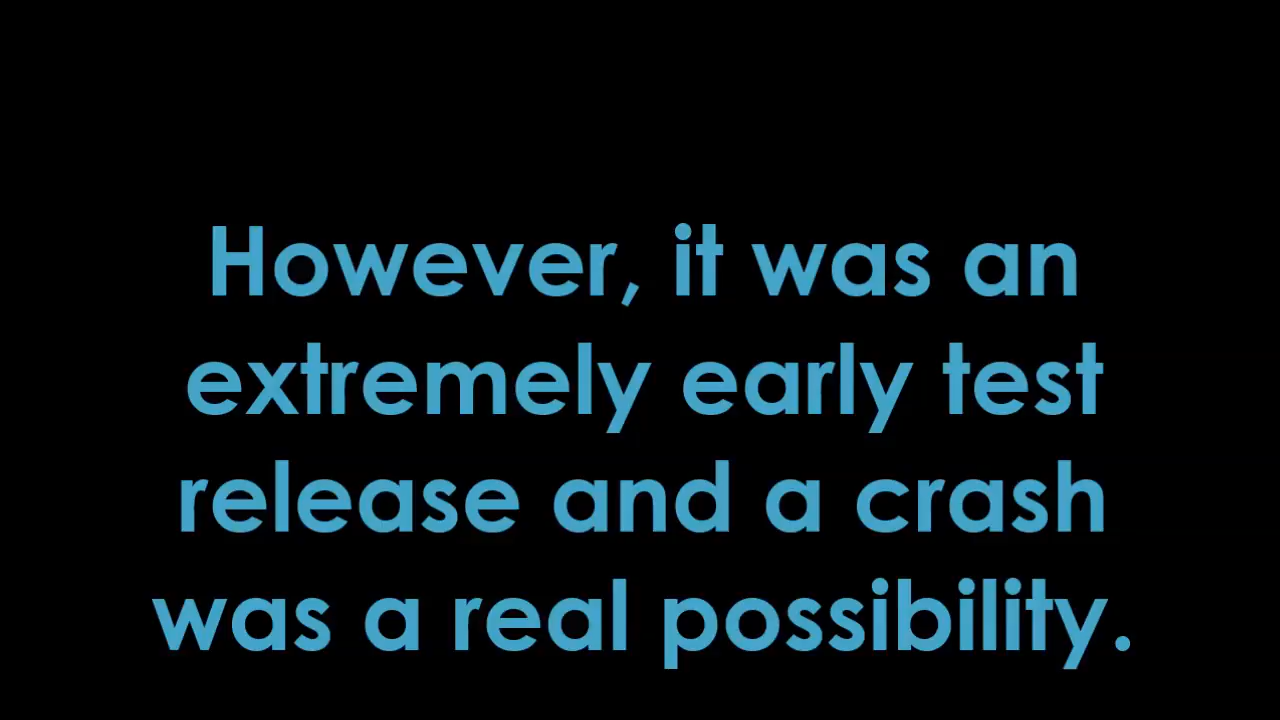 However, it was an
extremely early test
release and a crash
was a real possibility.